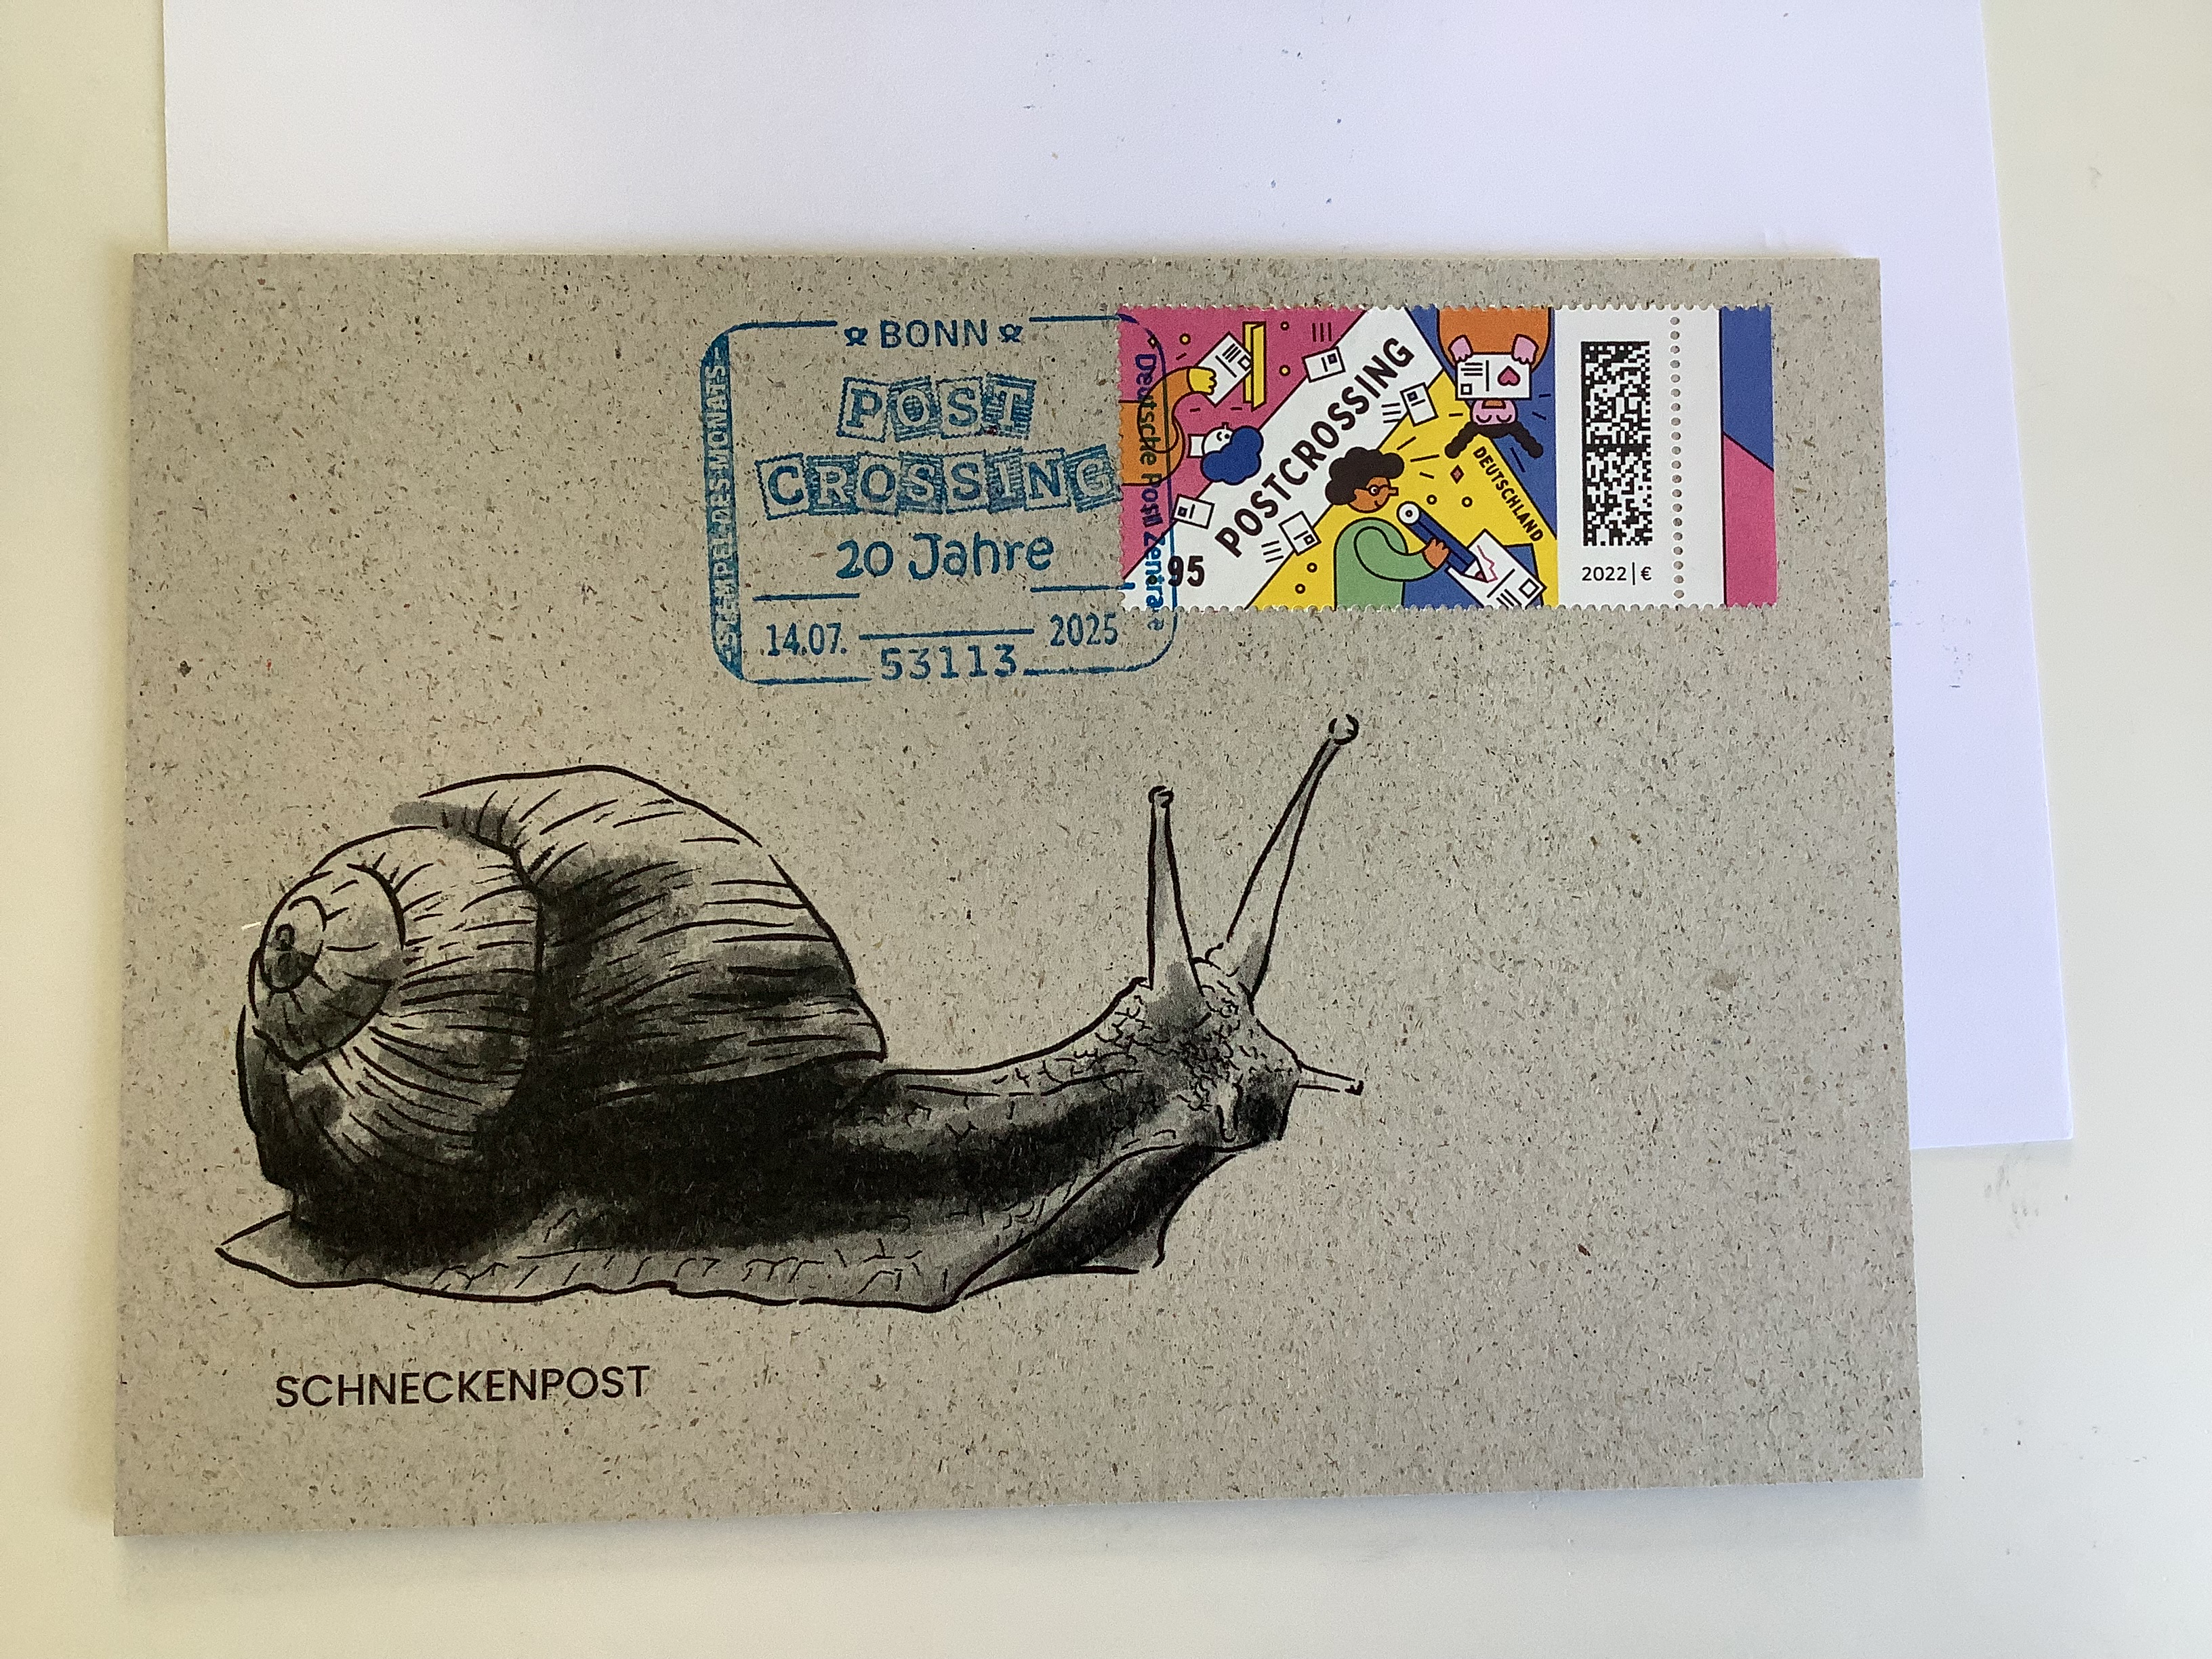 BONN
POST
CROSSING
20 Jahre
14.07. 2025
53113
STEMPEL DES MONATS
Deutsche Post Zentrale
POSTCROSSING
95
DEUTSCHLAND
2022|€
SCHNECKENPOST